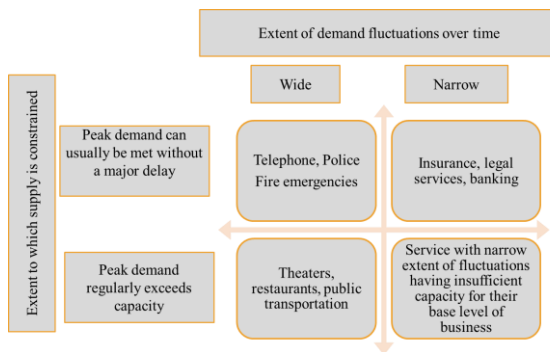 Extent of demand fluctuations over time
Wide
Narrow
Extent to which supply is constrained
Peak demand can
usually be met without
a major delay
Telephone, Police
Fire emergencies
Insurance, legal
services, banking
Peak demand
regularly exceeds
capacity
Theaters,
restaurants, public
transportation
Service with narrow
extent of fluctuations
having insufficient
capacity for their
base level of
business